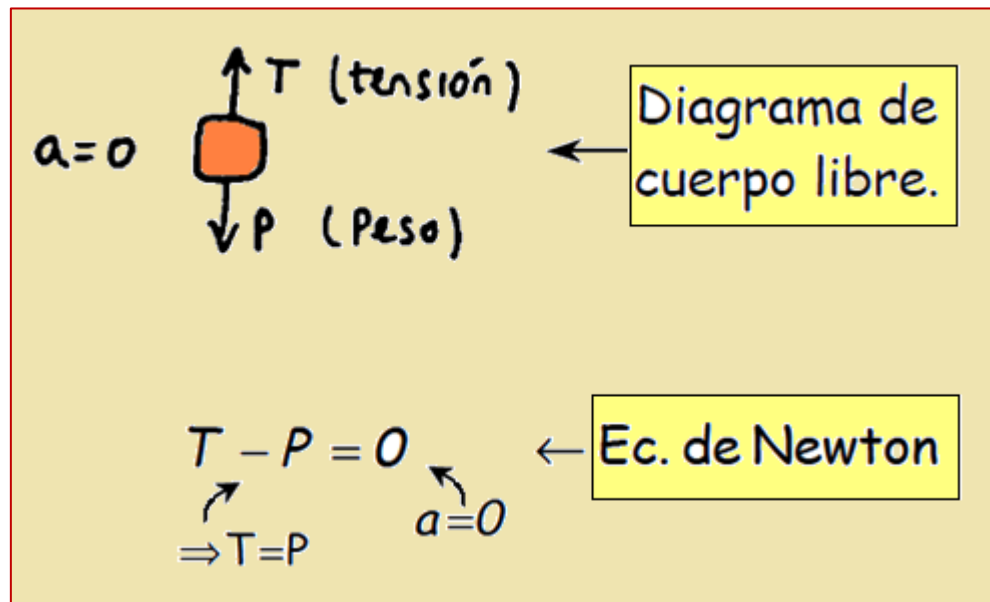 T (tensión)
a=0
P (Peso)
← Diagrama de
cuerpo libre.
T – P = 0
← Ec. de Newton
a=0
⇒T=P